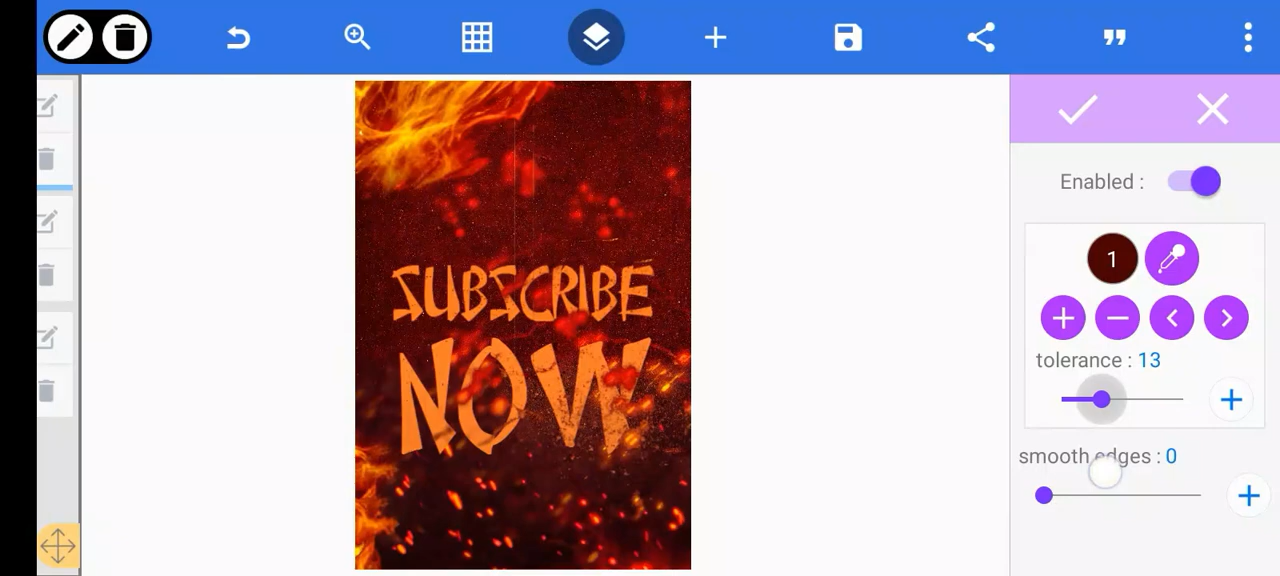 Enabled :
1
tolerance : 13
smooth edges : 0
SUBSCRIBE
NOW